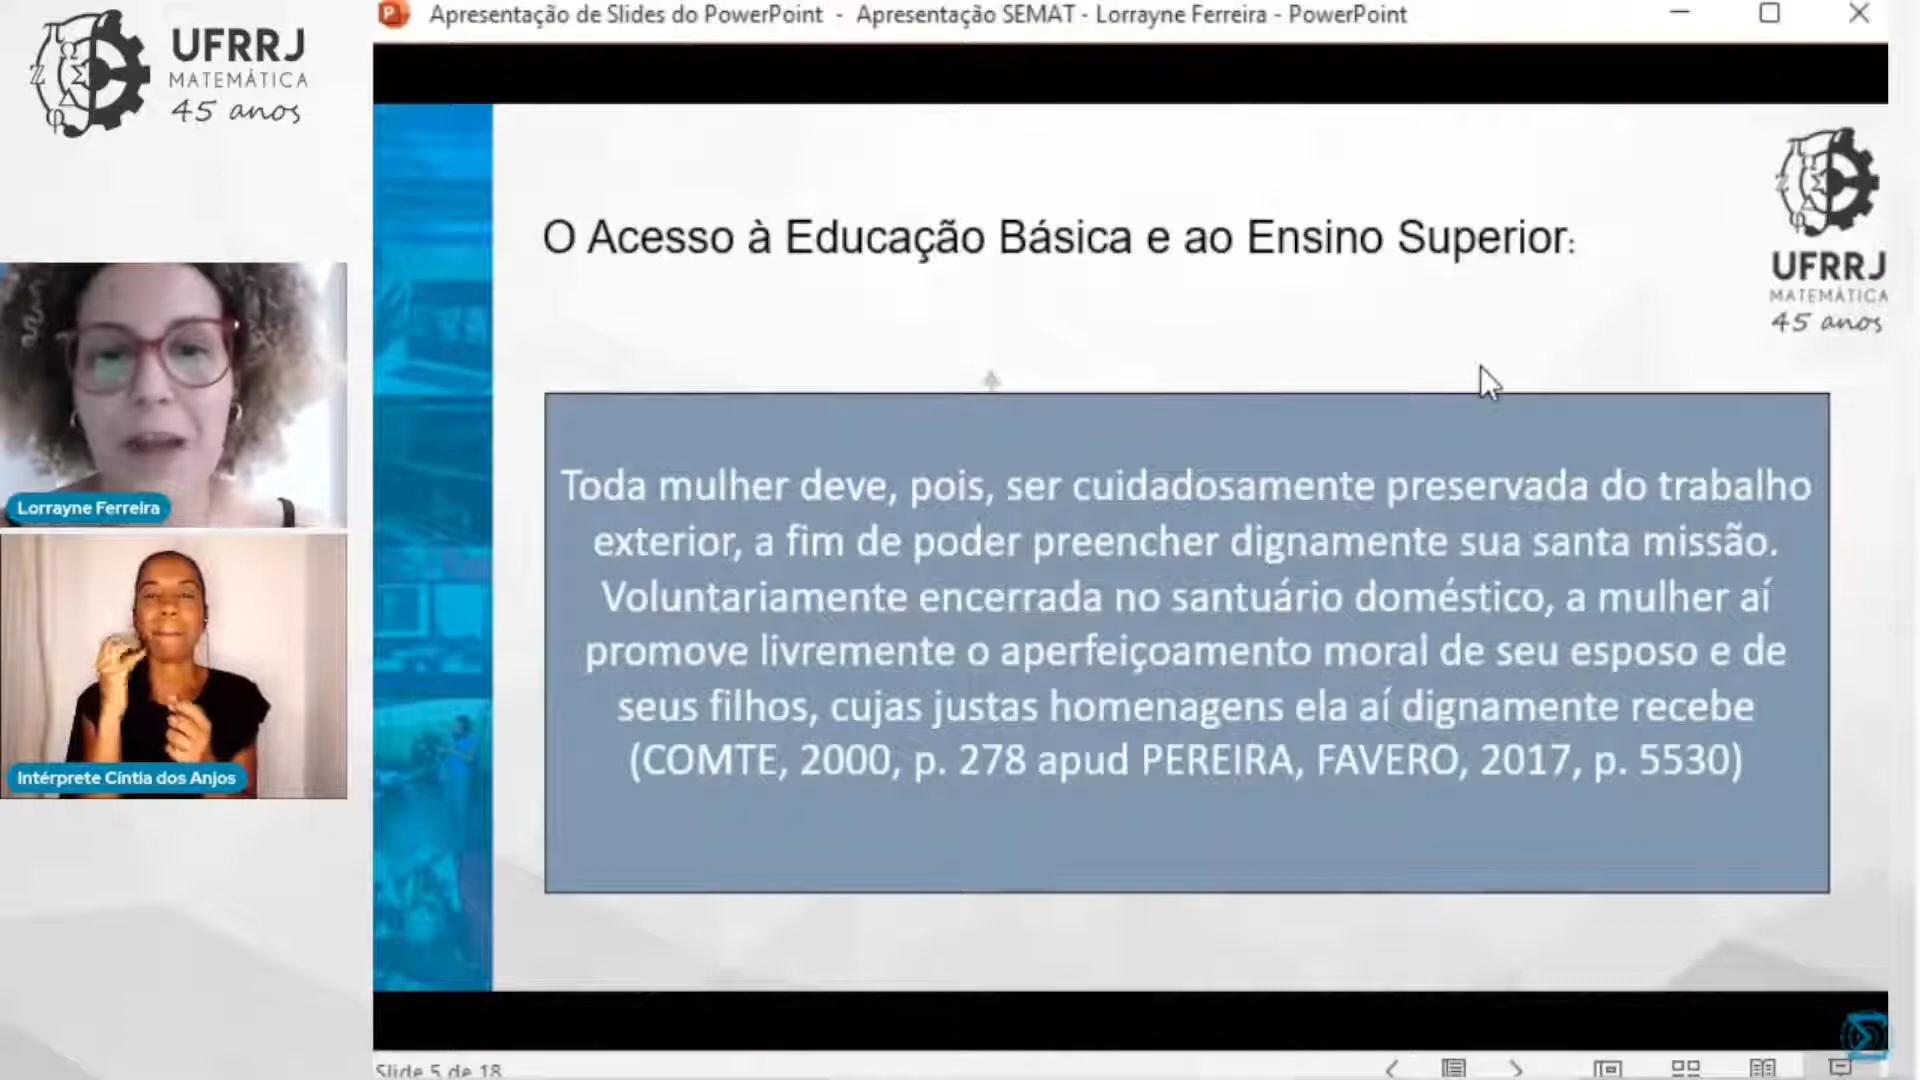 UFRRJ
MATEMÁTICA
45 anos
Apresentação de Slides do PowerPoint - Apresentação SEMAT - Lorrayne Ferreira - PowerPoint
O Acesso à Educação Básica e ao Ensino Superior:
UFRRJ
MATEMÁTICA
45 anos
Toda mulher deve, pois, ser cuidadosamente preservada do trabalho
exterior, a fim de poder preencher dignamente sua santa missão.
Voluntariamente encerrada no santuário doméstico, a mulher aí
promove livremente o aperfeiçoamento moral de seu esposo e de
seus filhos, cujas justas homenagens ela aí dignamente recebe
(COMTE, 2000, p. 278 apud PEREIRA, FAVERO, 2017, p. 5530)
Lorrayne Ferreira
Intérprete Cíntia dos Anjos
Slide 5 de 18